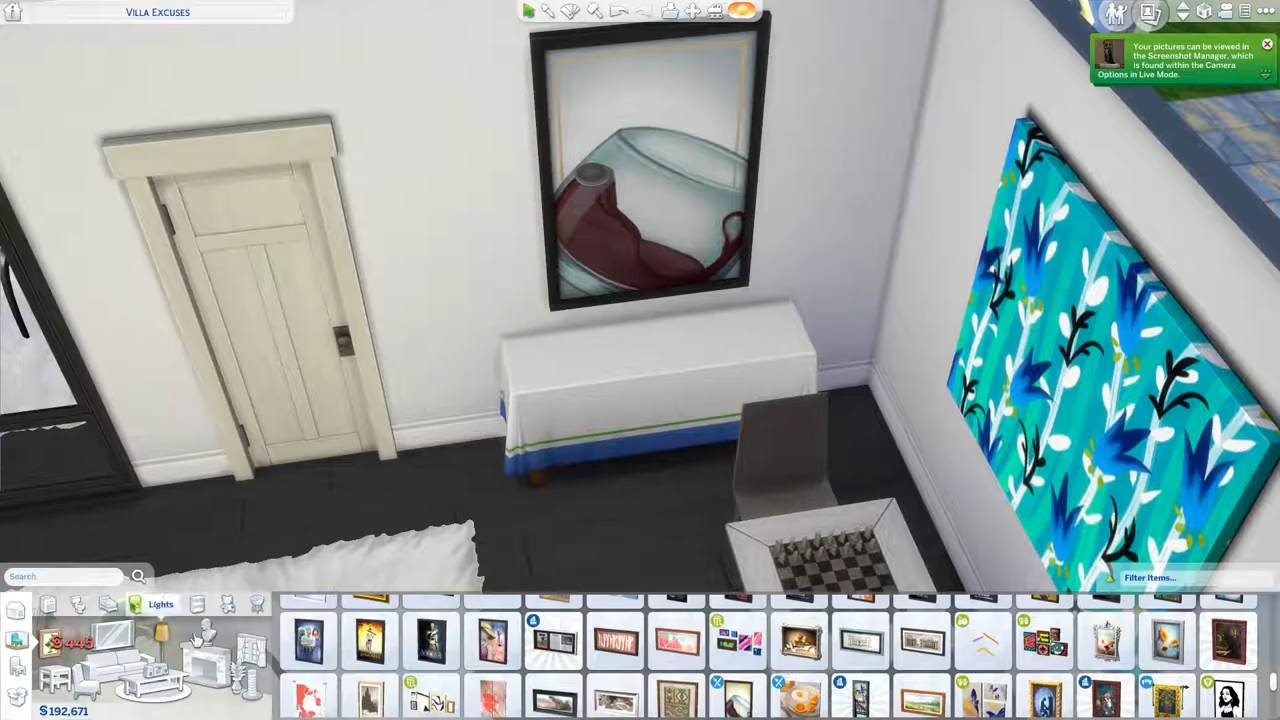 VILLA EXCUSES
Your pictures can be viewed in
the Screenshot Manager, which
is found within the Camera
Options in Live Mode.
Search
Filter Items...
Lights
$445
$192,671